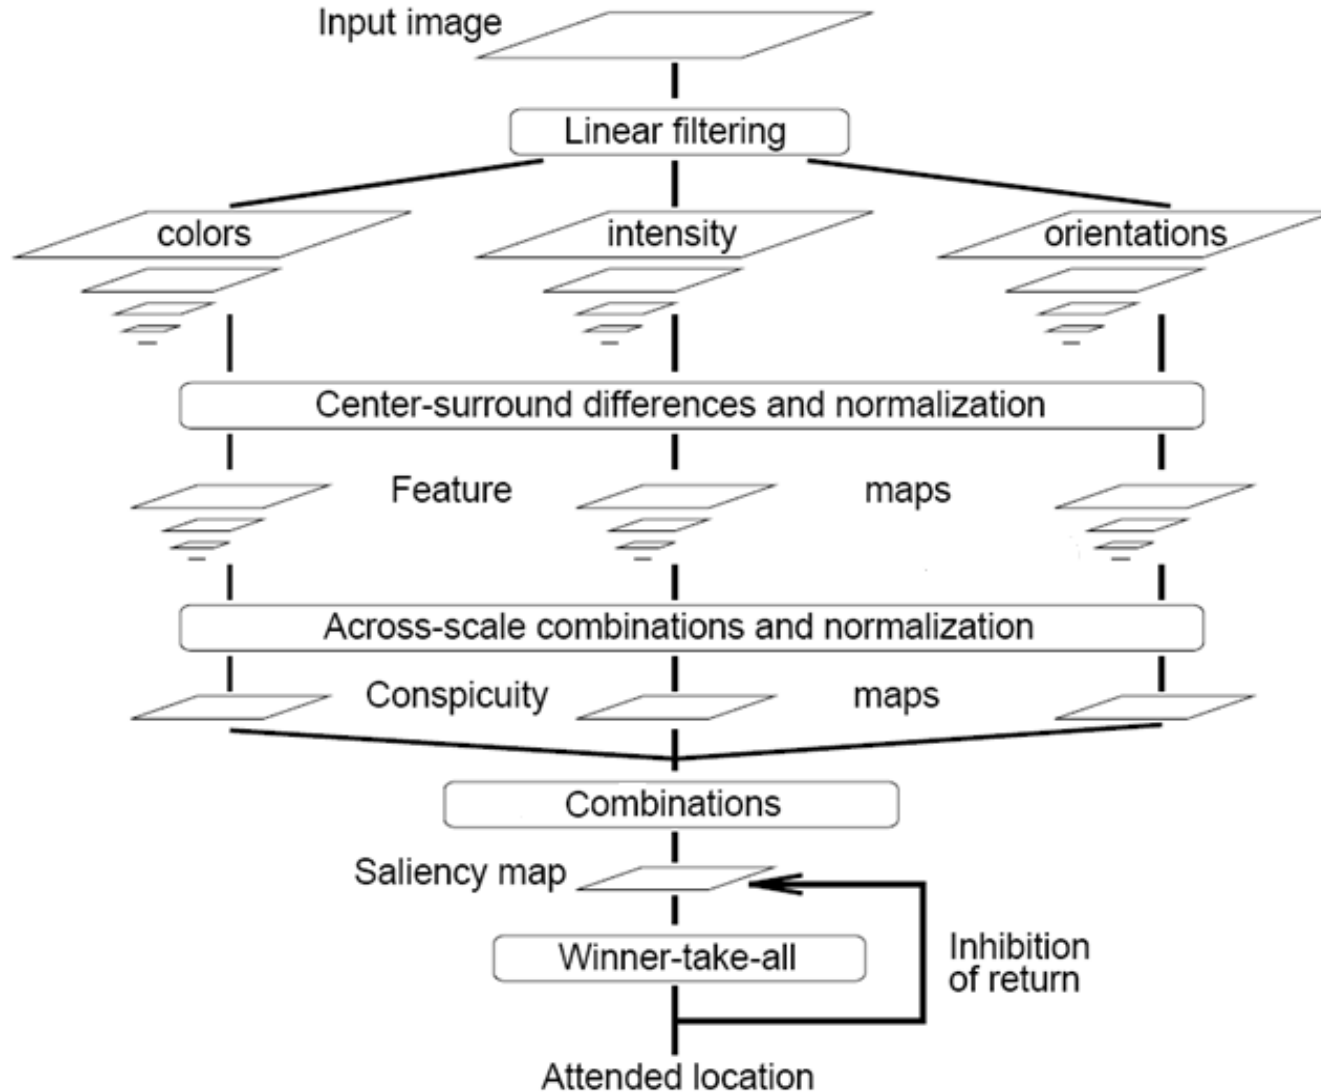 Input image
Linear filtering
colors
intensity
orientations
Center-surround differences and normalization
Feature
maps
Across-scale combinations and normalization
Conspicuity
maps
Combinations
Saliency map
Winner-take-all
Inhibition
of return
Attended location